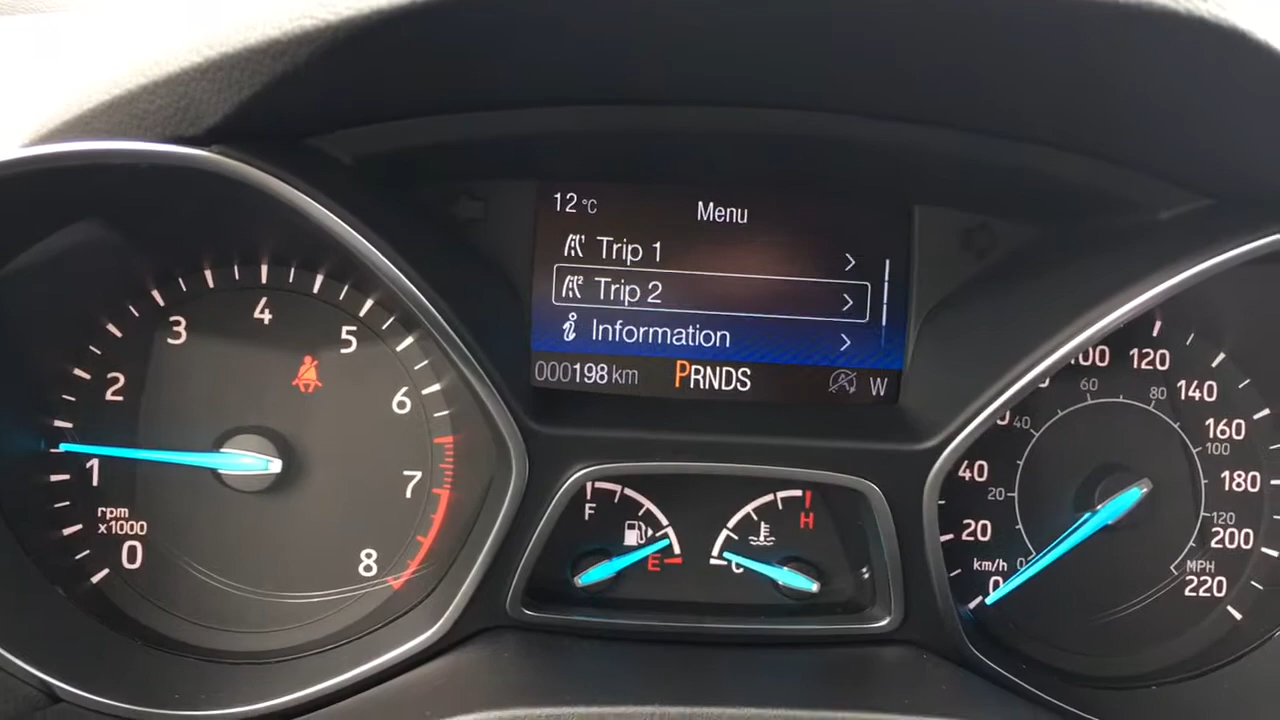 12°C
Menu
Trip 1
Trip 2
Information
000198 km
PRNDS
A
W
0
1
2
3
4
5
6
7
8
rpm
x1000
F
E
C
H
0
20
40
120
140
160
180
200
220
km/h
0
20
40
60
80
100
120
MPH